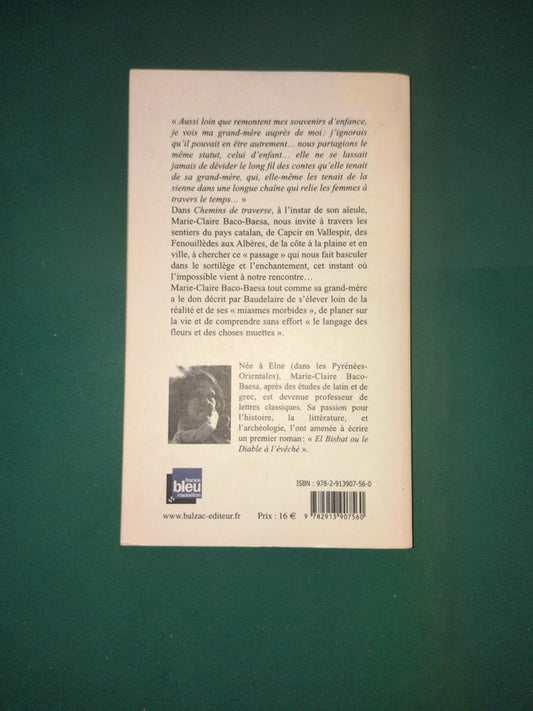 « Aussi loin que remontent mes souvenirs d'enfance,
je vois ma grand-mère auprès de moi : j'ignorais
qu'il pouvait en être autrement… nous partagions le
même statut, celui d'enfant… elle ne se lassait
jamais de dévider le long fil des contes qu'elle tenait
de sa grand-mère, qui, elle-même les tenait de la
sienne dans une longue chaîne qui relie les femmes à
travers le temps… »
Dans Chemins de traverse, à l'instar de son aïeule,
Marie-Claire Baco-Baesa, nous invite à travers les
sentiers du pays catalan, de Capcir en Vallespir, des
Fenouillèdes aux Albères, de la côte à la plaine et en
ville, à chercher ce « passage » qui nous fait basculer
dans le sortilège et l'enchantement, cet instant où
l'impossible vient à notre rencontre…
Marie-Claire Baco-Baesa tout comme sa grand-mère
a le don décrit par Baudelaire de s'élever loin de la
réalité et de ses « miasmes morbides », de planer sur
la vie et de comprendre sans effort « le langage des
fleurs et des choses muettes ».
Née à Elne (dans les Pyrénées-
Orientales), Marie-Claire Baco-
Baesa, après des études de latin et de
grec, est devenue professeur de
lettres classiques. Sa passion pour
l'histoire, la littérature, et
l'archéologie, l'ont amenée à écrire
un premier roman : « El Bisbat ou le
Diable à l'évêché ».
france
bleu
roussillon
www.balzac-editeur.fr
Prix : 16 €
ISBN : 978-2-913907-56-0
9 782913 907560